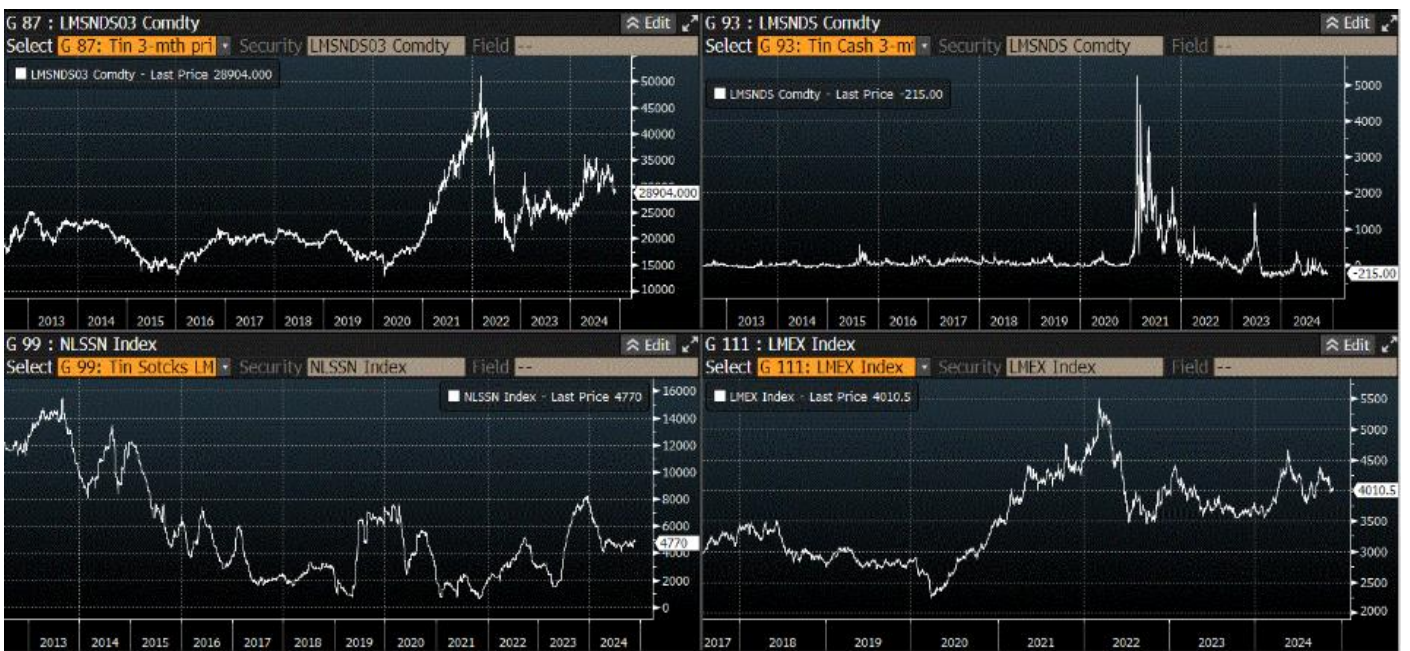 G 87 : LMSNDS03 Comdty
Edit
Select G 87: Tin 3-mth pri Security LMSNDS03 Comdty Field --
LMSNDS03 Comdty - Last Price 28904.000
50000
45000
40000
35000
28904.000
25000
20000
15000
10000
2013 2014 2015 2016 2017 2018 2019 2020 2021 2022 2023 2024
G 93 : LMSNDS Comdty
Edit
Select G 93: Tin Cash 3-mt Security LMSNDS Comdty Field --
LMSNDS Comdty - Last Price -215.00
5000
4000
3000
2000
1000
0
-215.00
2013 2014 2015 2016 2017 2018 2019 2020 2021 2022 2023 2024
G 99 : NLSSN Index
Edit
Select G 99: Tin Sotcks LM Security NLSSN Index Field --
NLSSN Index - Last Price 4770
16000
14000
12000
10000
8000
6000
4770
4000
2000
0
2013 2014 2015 2016 2017 2018 2019 2020 2021 2022 2023 2024
G 111 : LMEX Index
Edit
Select G 111: LMEX Index Security LMEX Index Field --
LMEX Index - Last Price 4010.5
5500
5000
4500
4010.5
3500
3000
2500
2000
2017 2018 2019 2020 2021 2022 2023 2024